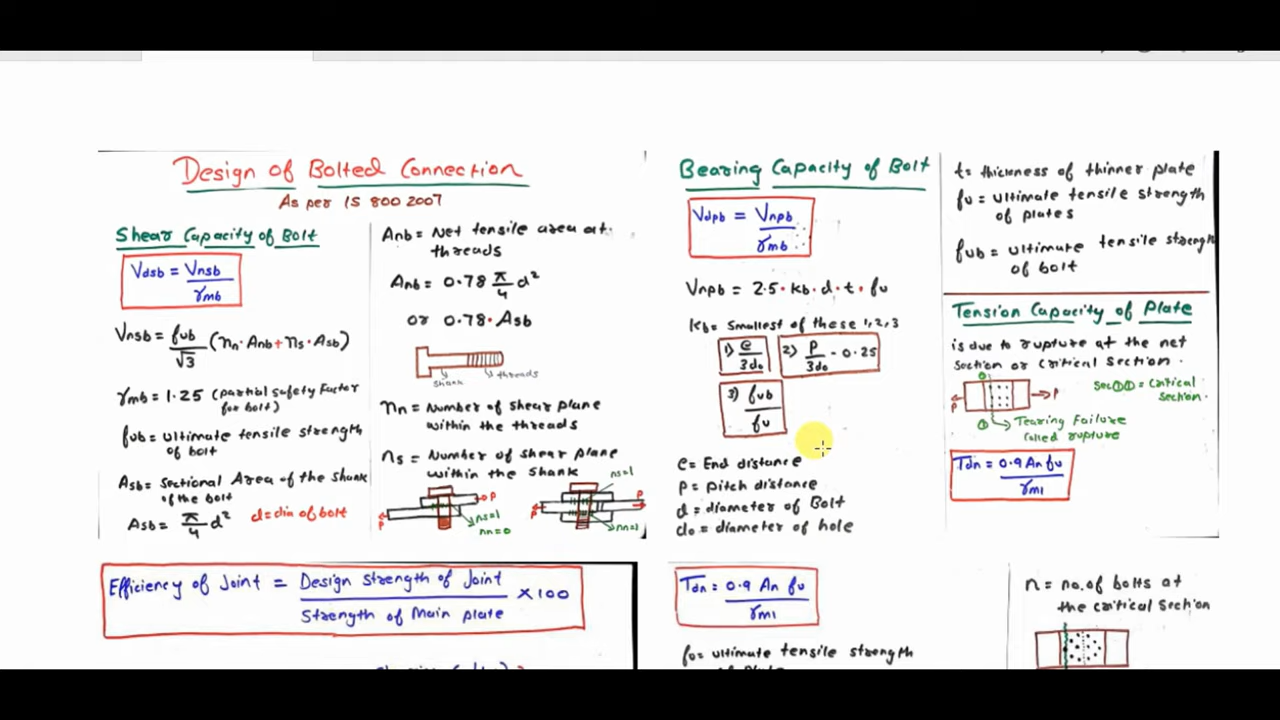 Design of Bolted Connection
As per IS 800 2007
Shear Capacity of Bolt
Vdsb = Vnsb / γmb
Vnsb = fub / √3 (nn · Anb + ns · Asb)
γmb = 1.25 (partial safety Factor
for bolt)
fub = ultimate tensile strength
of bolt
Asb = Sectional Area of the shank
of the bolt
Asb = π/4 d² d = dia of bolt
Anb = Net tensile area at
threads
Anb = 0.78 π/4 d²
or 0.78 · Asb
shank threads
nn = Number of shear plane
within the threads
ns = Number of shear plane
within the shank
P P ns=1 nn=0
P P ns=1 nn=1
Bearing Capacity of Bolt
Vdpb = Vnpb / γmb
Vnpb = 2.5 · kb · d · t · fu
Kb = Smallest of these 1,2,3
1) e / 3do 2) P / 3do - 0.25
3) fub / fu
e = End distance
P = Pitch distance
d = diameter of Bolt
do = diameter of hole
t = thickness of thinner plate
fu = ultimate tensile strength
of plates
fub = ultimate tensile strength
of bolt
Tension Capacity of Plate
is due to rupture at the net
section or critical section.
P P sec①① = critical
section.
Tearing Failure
called rupture
Tdn = 0.9 An fu / γm1
Efficiency of Joint = Design strength of Joint / Strength of Main plate × 100
Tdn = 0.9 An fu / γm1
fu = ultimate tensile strength
n = no. of bolts at
the critical section